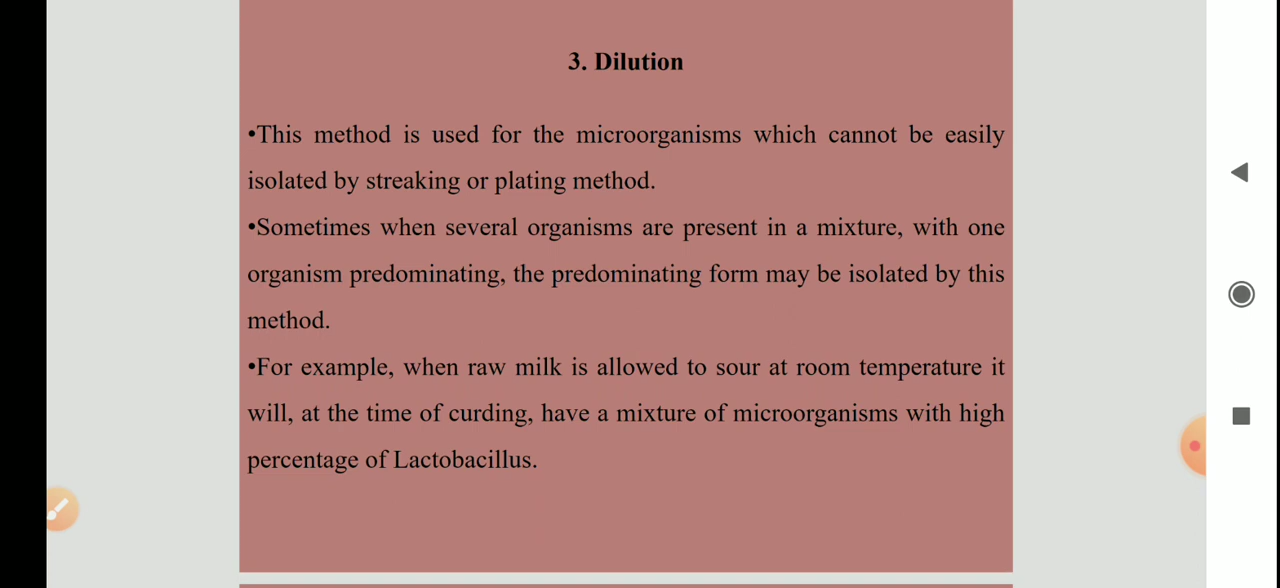 3. Dilution
•This method is used for the microorganisms which cannot be easily
isolated by streaking or plating method.
•Sometimes when several organisms are present in a mixture, with one
organism predominating, the predominating form may be isolated by this
method.
•For example, when raw milk is allowed to sour at room temperature it
will, at the time of curding, have a mixture of microorganisms with high
percentage of Lactobacillus.